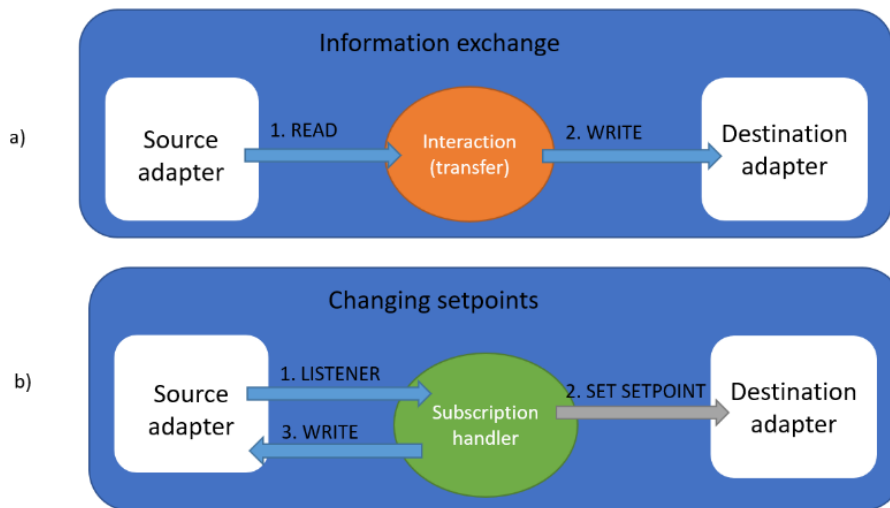 Information exchange
a)
Source
adapter
1. READ
Interaction
(transfer)
2. WRITE
Destination
adapter
Changing setpoints
b)
Source
adapter
1. LISTENER
3. WRITE
Subscription
handler
2. SET SETPOINT
Destination
adapter